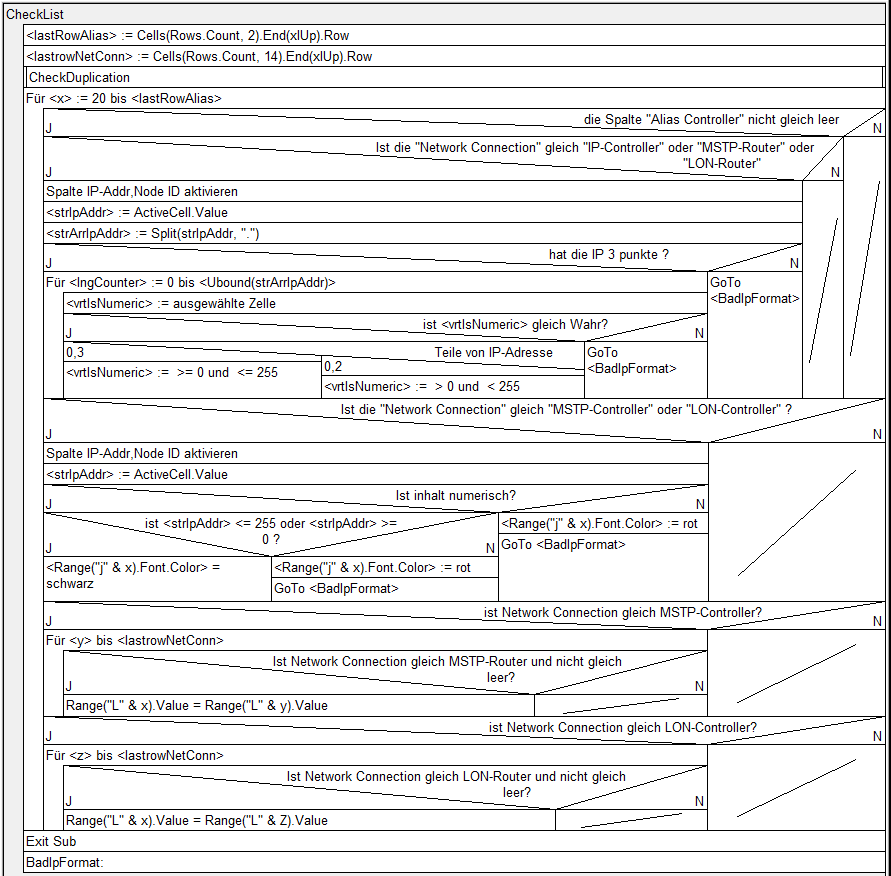 CheckList
<lastRowAlias> := Cells(Rows.Count, 2).End(xlUp).Row
<lastrowNetConn> := Cells(Rows.Count, 14).End(xlUp).Row
CheckDuplication
Für <x> := 20 bis <lastRowAlias>
die Spalte "Alias Controller" nicht gleich leer
J N
Ist die "Network Connection" gleich "IP-Controller" oder "MSTP-Router" oder
"LON-Router"
J N
Spalte IP-Addr,Node ID aktivieren
<strIpAddr> := ActiveCell.Value
<strArrIpAddr> := Split(strIpAddr, ".")
hat die IP 3 punkte ?
J N
Für <lngCounter> := 0 bis <Ubound(strArrIpAddr)>
GoTo
<BadIpFormat>
<vrtIsNumeric> := ausgewählte Zelle
ist <vrtIsNumeric> gleich Wahr?
J N
Teile von IP-Adresse
0,3
<vrtIsNumeric> := >= 0 und <= 255
0,2
<vrtIsNumeric> := > 0 und < 255
GoTo
<BadIpFormat>
Ist die "Network Connection" gleich "MSTP-Controller" oder "LON-Controller" ?
J N
Spalte IP-Addr,Node ID aktivieren
<strIpAddr> := ActiveCell.Value
Ist inhalt numerisch?
J N
ist <strIpAddr> <= 255 oder <strIpAddr> >=
0 ?
J N
<Range("j" & x).Font.Color> =
schwarz
<Range("j" & x).Font.Color> := rot
GoTo <BadIpFormat>
<Range("j" & x).Font.Color> := rot
GoTo <BadIpFormat>
ist Network Connection gleich MSTP-Controller?
J N
Für <y> bis <lastrowNetConn>
Ist Network Connection gleich MSTP-Router und nicht gleich
leer?
J N
Range("L" & x).Value = Range("L" & y).Value
ist Network Connection gleich LON-Controller?
J N
Für <z> bis <lastrowNetConn>
Ist Network Connection gleich LON-Router und nicht gleich
leer?
J N
Range("L" & x).Value = Range("L" & Z).Value
Exit Sub
BadIpFormat: